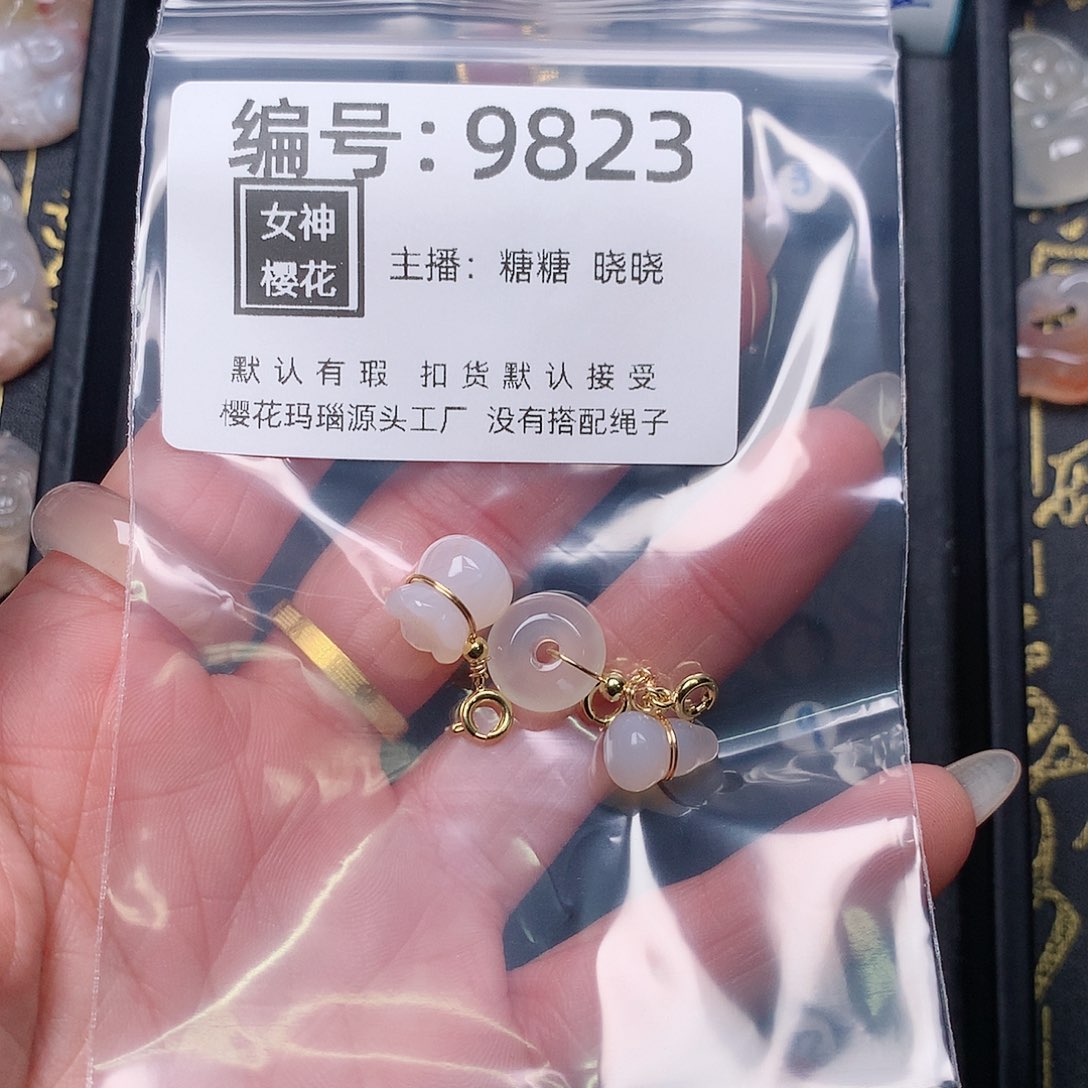 编号：9823
女神
樱花
主播：糖糖 晓晓
默认有瑕 扣货默认接受
樱花玛瑙源头工厂 没有搭配绳子